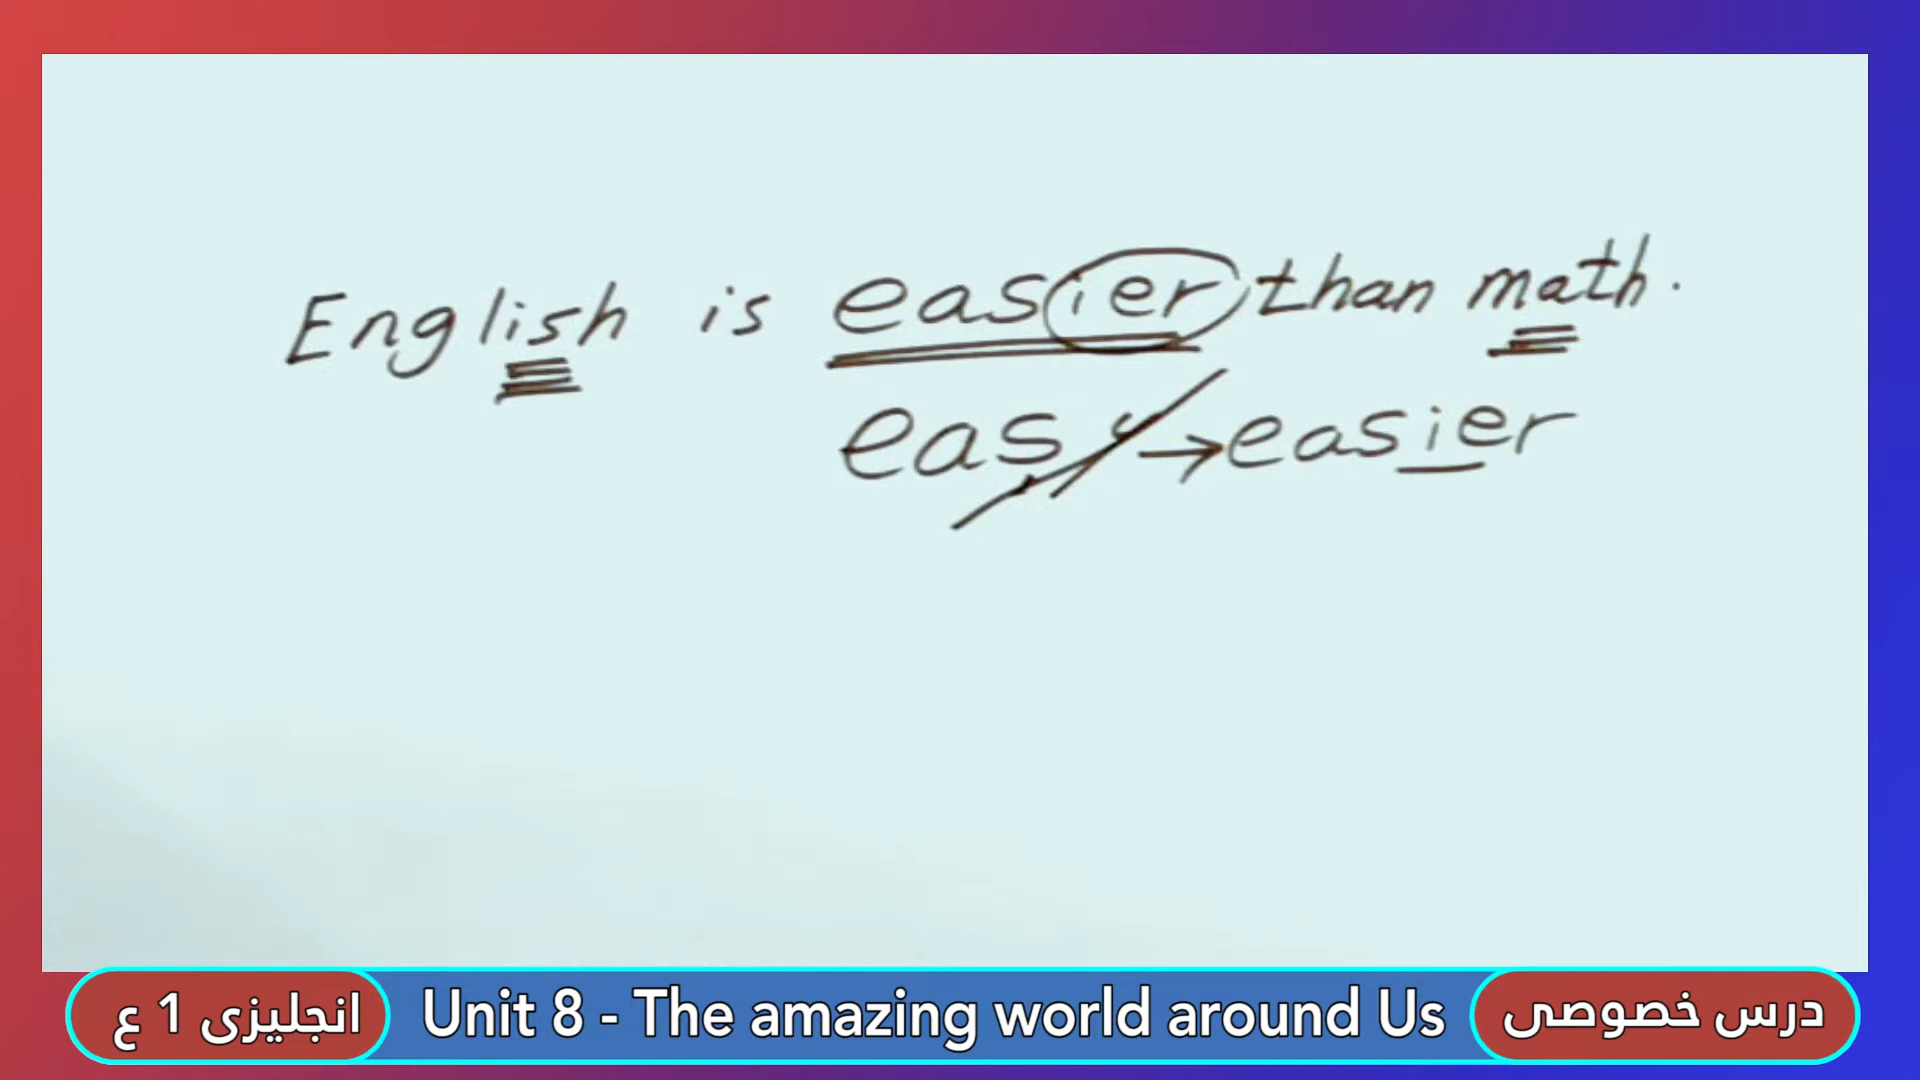 English is easier than math.
easy → easier
انجليزى 1 ع
Unit 8 - The amazing world around Us
درس خصوصى